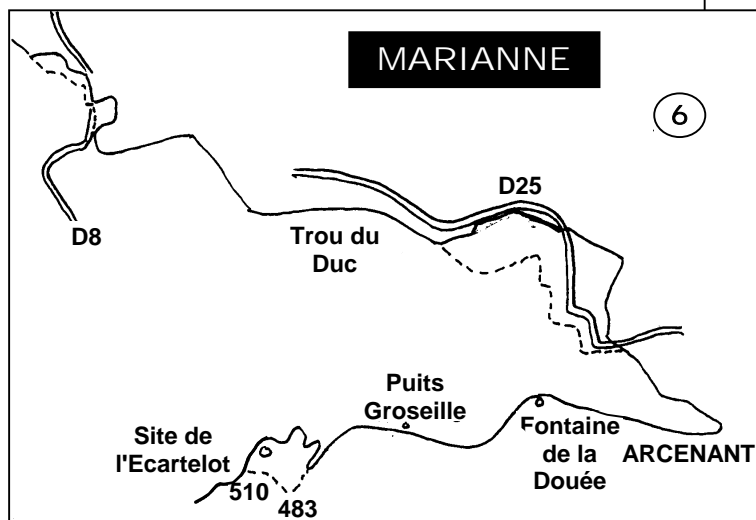 MARIANNE
6
D25
D8
Trou du
Duc
Puits
Groseille
Site de
l'Ecartelot
Fontaine
de la
Douée
ARCENANT
510
483